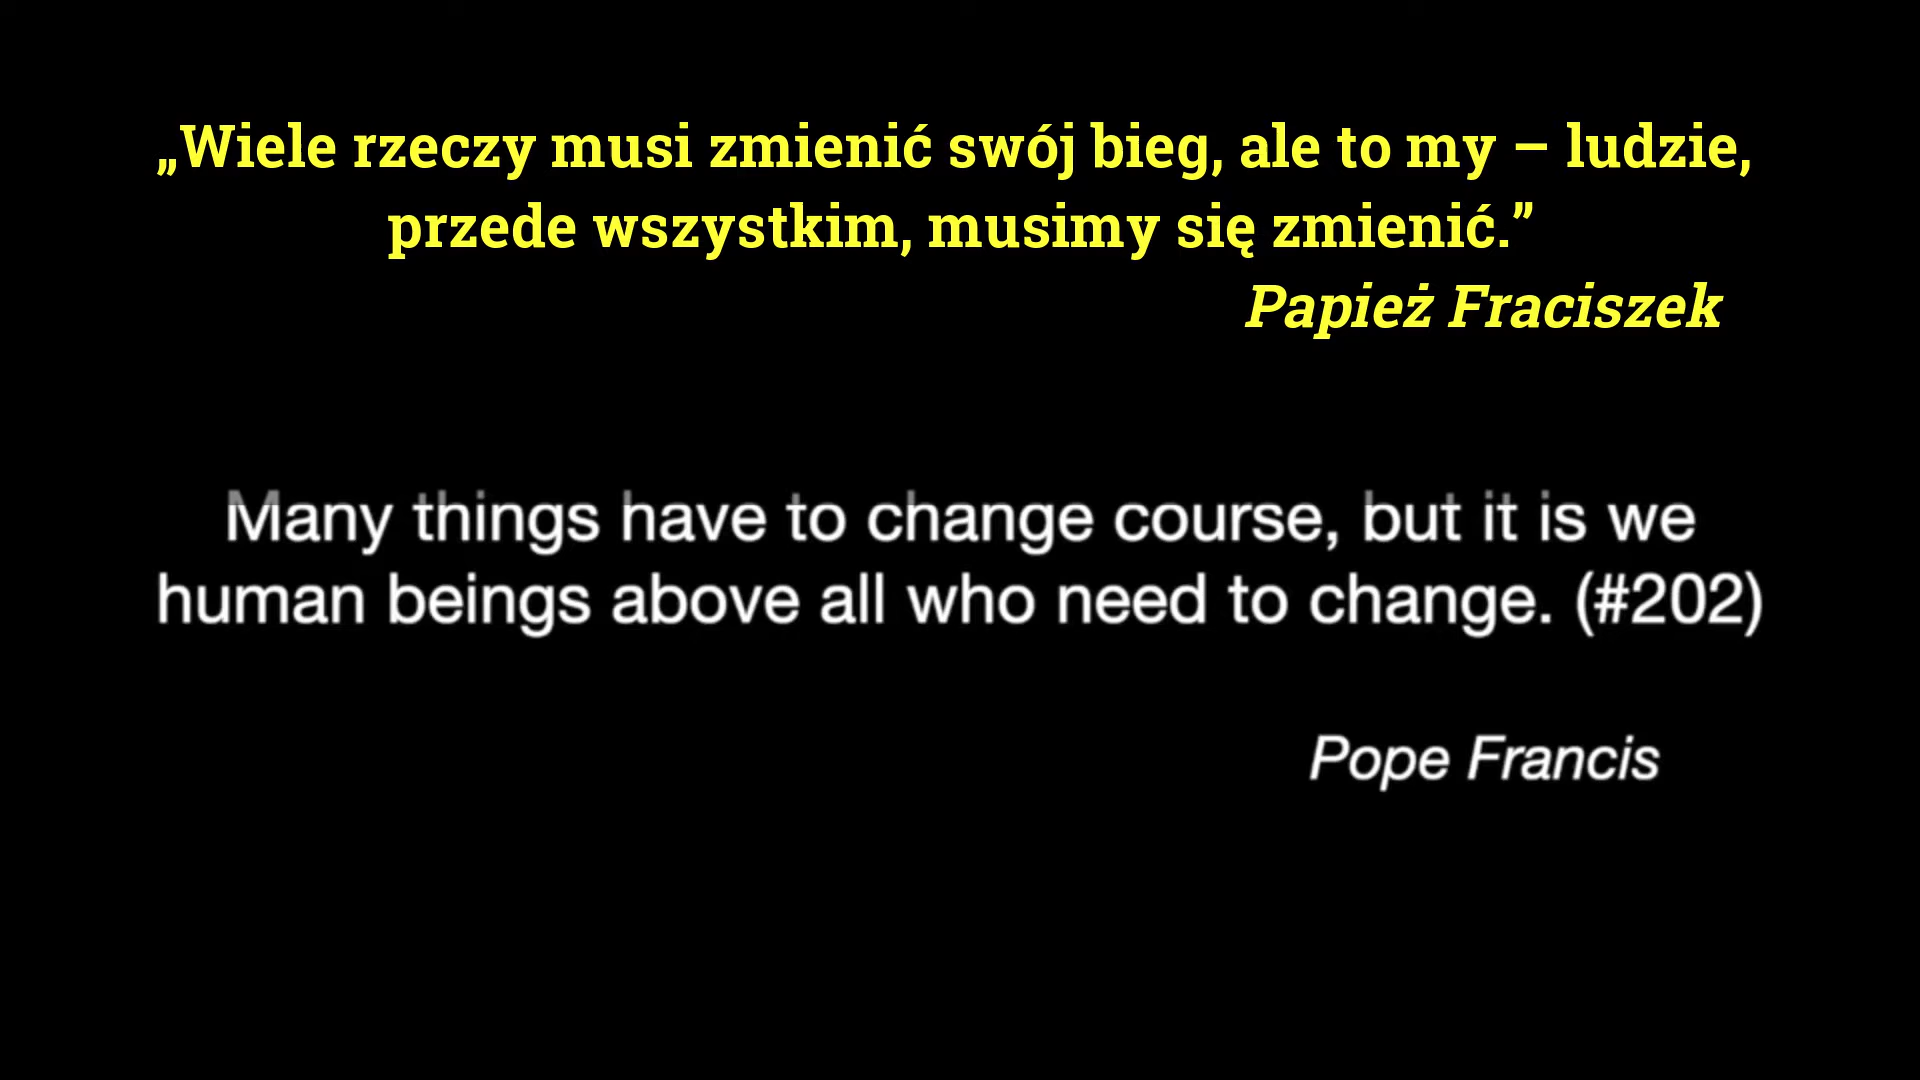 „Wiele rzeczy musi zmienić swój bieg, ale to my – ludzie,
przede wszystkim, musimy się zmienić.”
Papież Fraciszek
Many things have to change course, but it is we
human beings above all who need to change. (#202)
Pope Francis